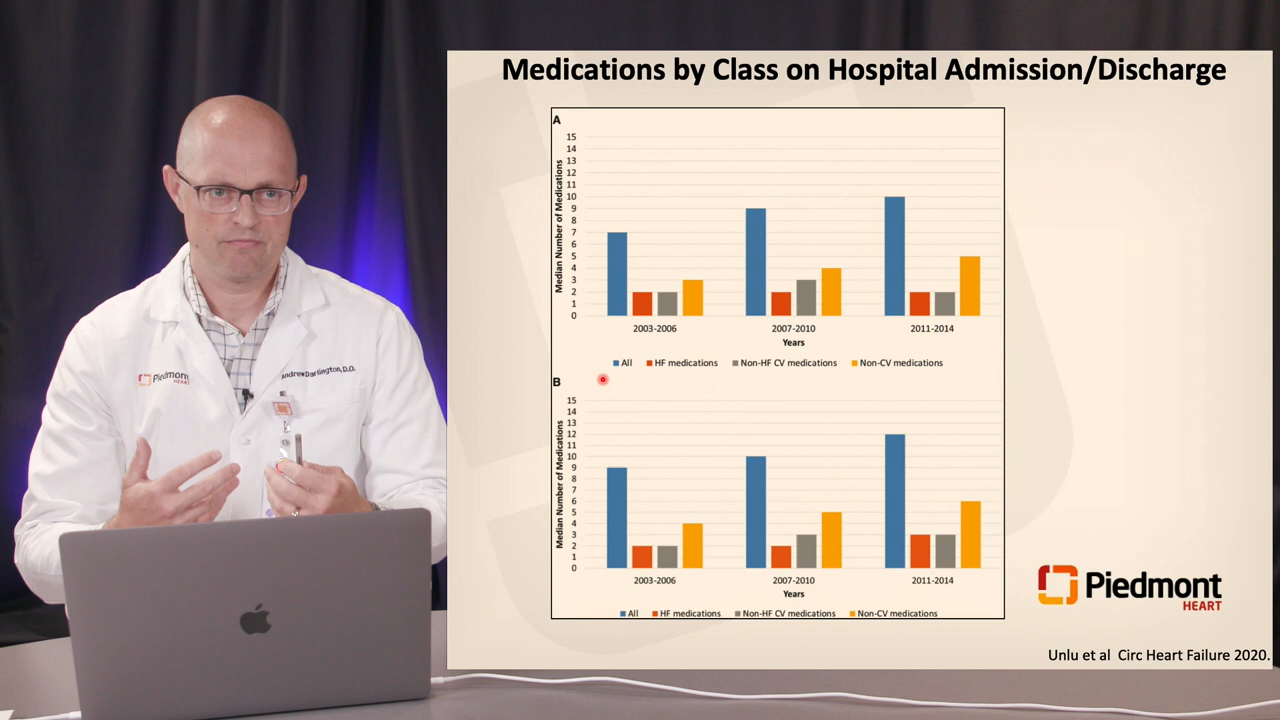 Medications by Class on Hospital Admission/Discharge
A
15
14
13
12
11
10
9
8
7
6
5
4
3
2
1
0
Median Number of Medications
2003-2006
2007-2010
2011-2014
Years
All
HF medications
Non-HF CV medications
Non-CV medications
B
15
14
13
12
11
10
9
8
7
6
5
4
3
2
1
0
Median Number of Medications
2003-2006
2007-2010
2011-2014
Years
All
HF medications
Non-HF CV medications
Non-CV medications
Piedmont
HEART
Unlu et al Circ Heart Failure 2020.
Piedmont
HEART
Andrew Darlington, D.O.